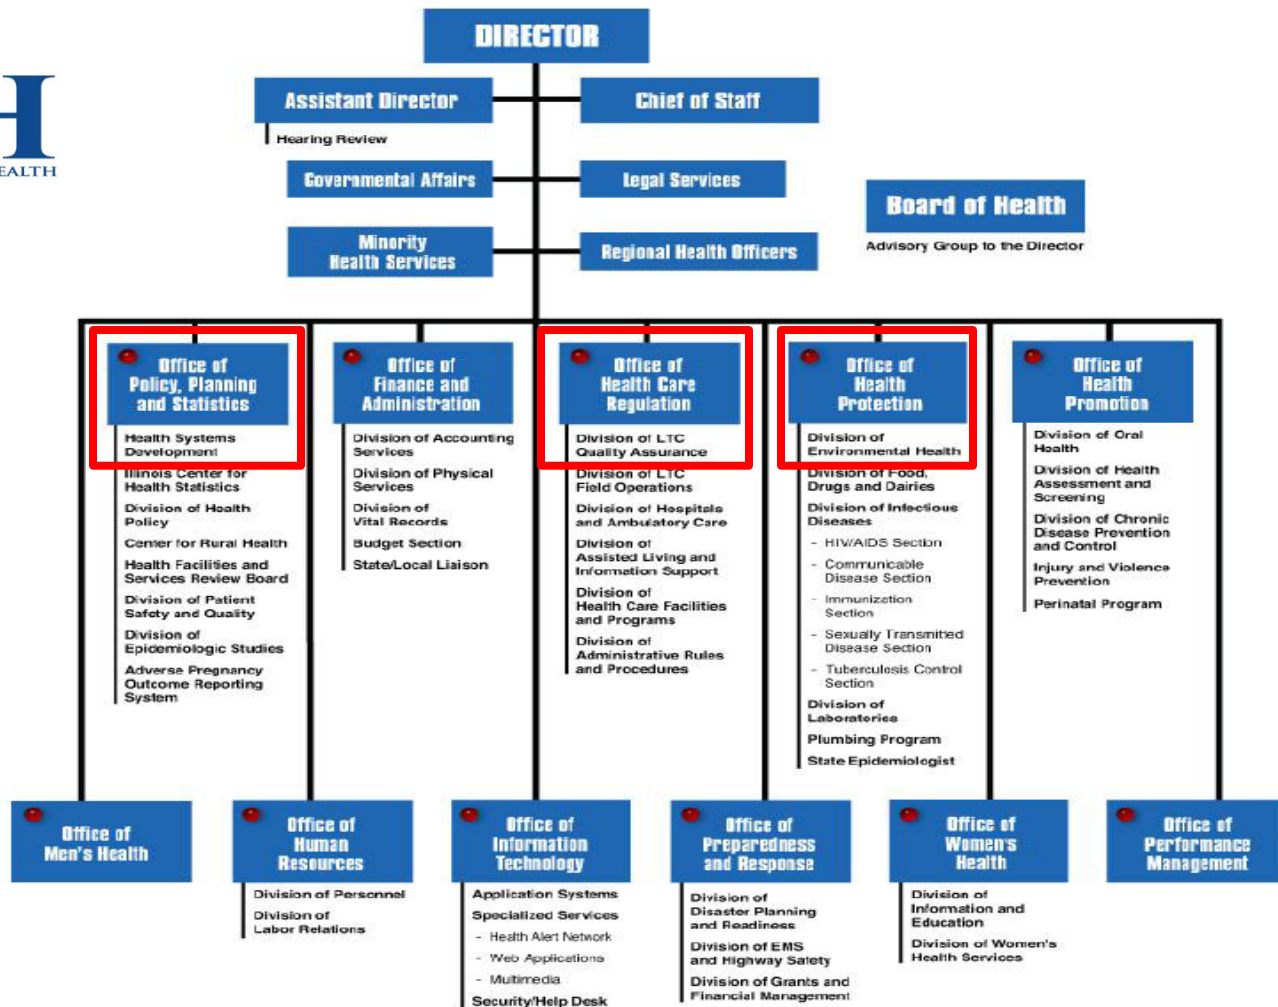 H
EALTH
DIRECTOR
Assistant Director
Chief of Staff
Hearing Review
Governmental Affairs
Legal Services
Board of Health
Advisory Group to the Director
Minority
Health Services
Regional Health Officers
Office of
Policy, Planning
and Statistics
Health Systems
Development
Illinois Center for
Health Statistics
Division of Health
Policy
Center for Rural Health
Health Facilities and
Services Review Board
Division of Patient
Safety and Quality
Division of
Epidemiologic Studies
Adverse Pregnancy
Outcome Reporting
System
Office of
Finance and
Administration
Division of Accounting
Services
Division of Physical
Services
Division of
Vital Records
Budget Section
State/Local Liaison
Office of
Health Care
Regulation
Division of LTC
Quality Assurance
Division of LTC
Field Operations
Division of Hospitals
and Ambulatory Care
Division of
Assisted Living and
Information Support
Division of
Health Care Facilities
and Programs
Division of
Administrative Rules
and Procedures
Office of
Health
Protection
Division of
Environmental Health
Division of Food,
Drugs and Dairies
Division of Infectious
Diseases
- HIV/AIDS Section
- Communicable
Disease Section
- Immunization
Section
- Sexually Transmitted
Disease Section
- Tuberculosis Control
Section
Division of
Laboratories
Plumbing Program
State Epidemiologist
Office of
Health
Promotion
Division of Oral
Health
Division of Health
Assessment and
Screening
Division of Chronic
Disease Prevention
and Control
Injury and Violence
Prevention
Perinatal Program
Office of
Men's Health
Office of
Human
Resources
Division of Personnel
Division of
Labor Relations
Office of
Information
Technology
Application Systems
Specialized Services
- Health Alert Network
- Web Applications
- Multimedia
Security/Help Desk
Office of
Preparedness
and Response
Division of
Disaster Planning
and Readiness
Division of EMS
and Highway Safety
Division of Grants and
Financial Management
Office of
Women's
Health
Division of
Information and
Education
Division of Women's
Health Services
Office of
Performance
Management